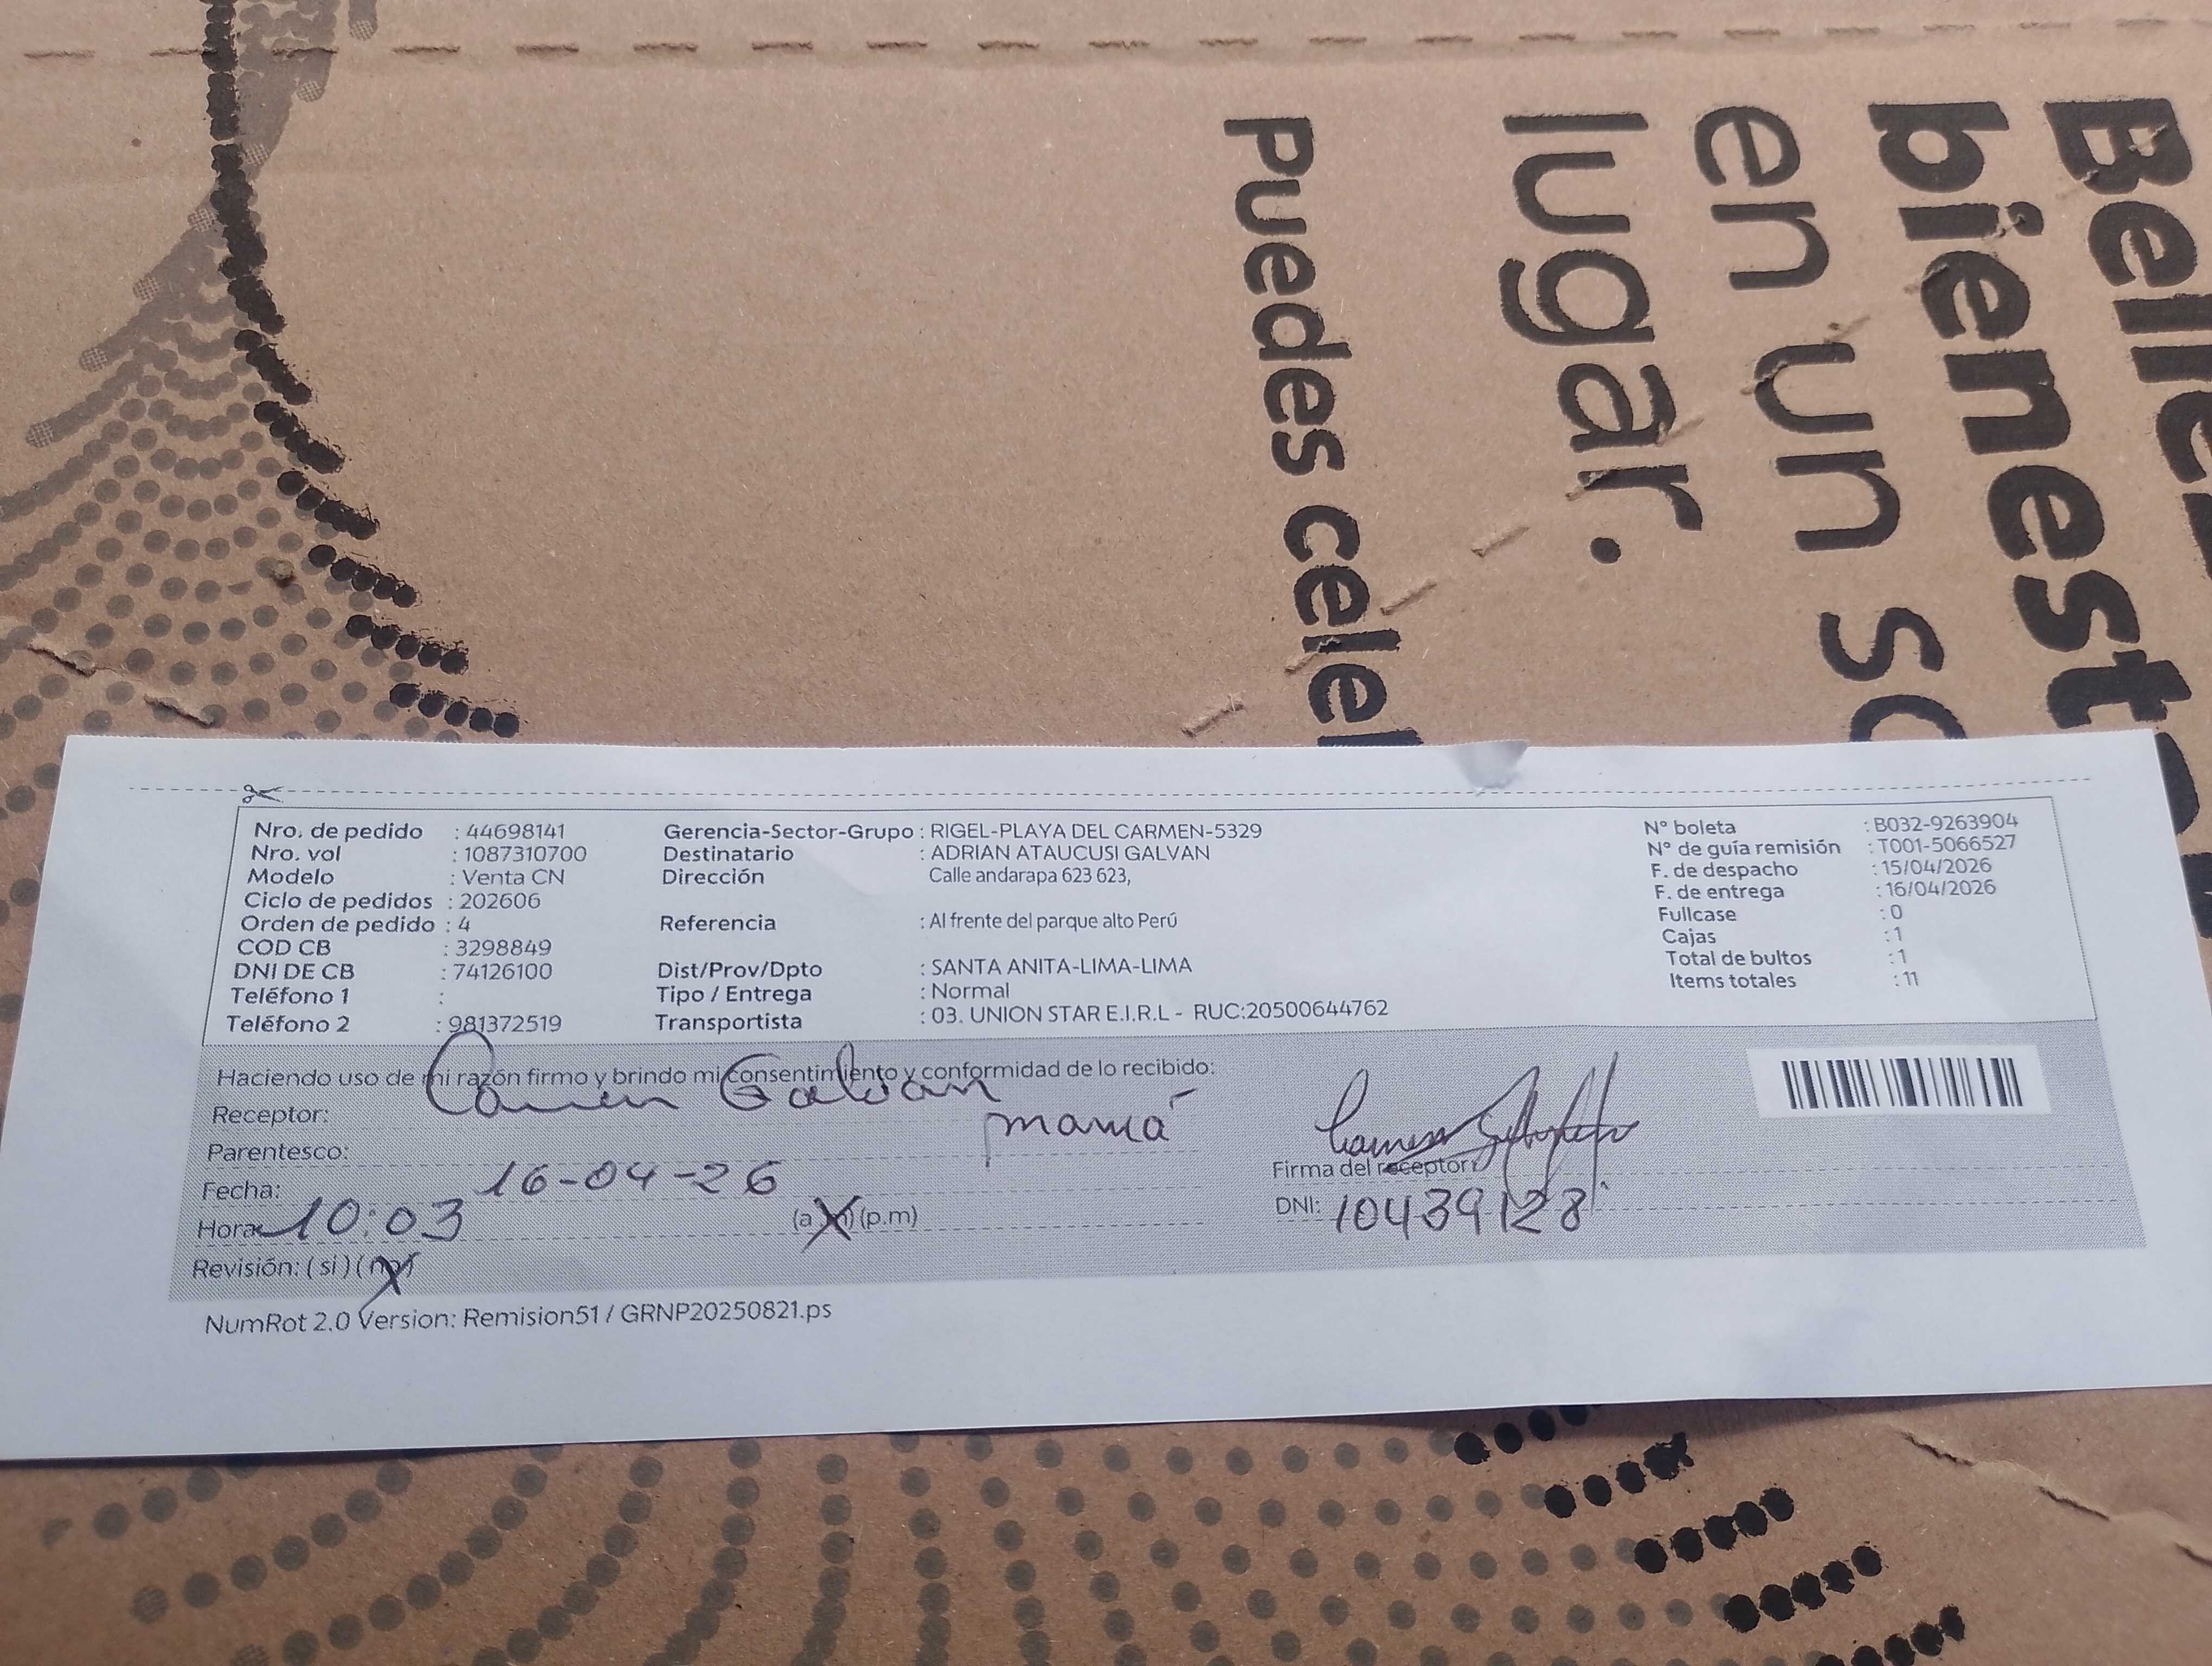 Belle
bienest
en un so
lugar.
Puedes celel
Nro. de pedido : 44698141
Nro. vol : 1087310700
Modelo : Venta CN
Ciclo de pedidos : 202606
Orden de pedido : 4
COD CB : 3298849
DNI DE CB : 74126100
Teléfono 1 :
Teléfono 2 : 981372519
Gerencia-Sector-Grupo : RIGEL-PLAYA DEL CARMEN-5329
Destinatario : ADRIAN ATAUCUSI GALVAN
Dirección Calle andarapa 623 623,
Referencia : Al frente del parque alto Perú
Dist/Prov/Dpto : SANTA ANITA-LIMA-LIMA
Tipo / Entrega : Normal
Transportista : 03. UNION STAR E.I.R.L - RUC:20500644762
N° boleta : B032-9263904
N° de guía remisión : T001-5066527
F. de despacho : 15/04/2026
F. de entrega : 16/04/2026
Fullcase : 0
Cajas : 1
Total de bultos : 1
Items totales : 11
Haciendo uso de mi razón firmo y brindo mi consentimiento y conformidad de lo recibido:
Receptor: Carmen Galvan
Parentesco: mamá
Fecha: 16-04-26
Hora: 10:03 (a.m) (p.m)
Revisión: (si) (no)
Firma del receptor:
DNI: 10439128
NumRot 2.0 Version: Remision51 / GRNP20250821.ps